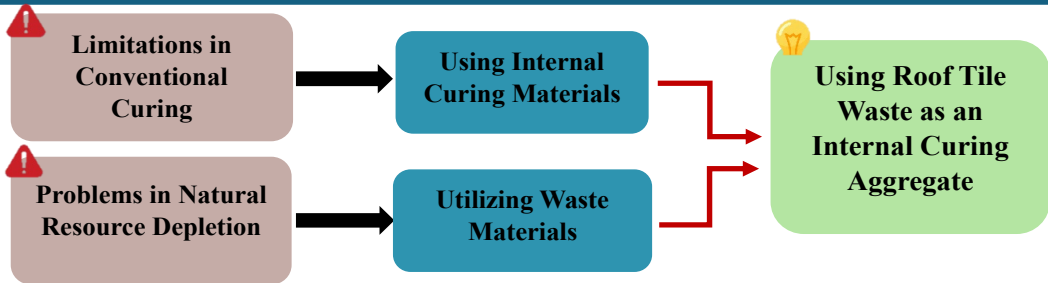 Limitations in
Conventional
Curing
Using Internal
Curing Materials
Using Roof Tile
Waste as an
Internal Curing
Aggregate
Problems in Natural
Resource Depletion
Utilizing Waste
Materials